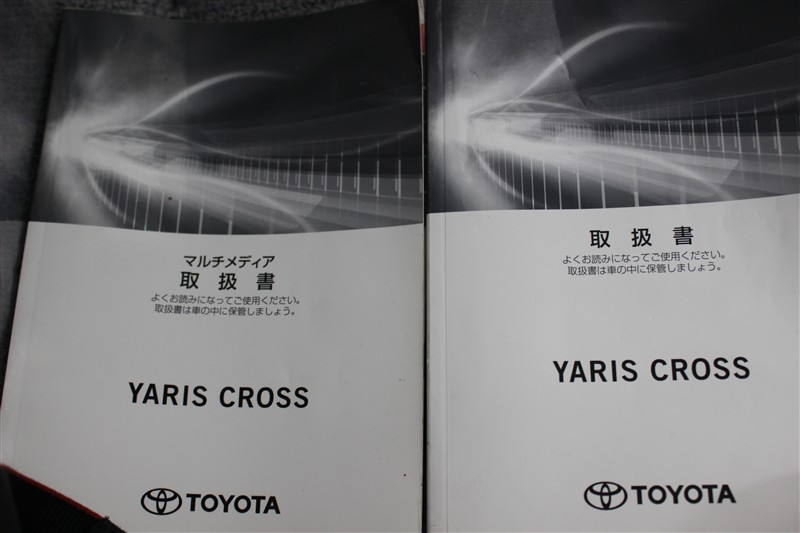 マルチメディア
取扱書
よくお読みになってご使用ください。
取扱書は車の中に保管しましょう。
YARIS CROSS
TOYOTA
取扱書
よくお読みになってご使用ください。
取扱書は車の中に保管しましょう。
YARIS CROSS
TOYOTA